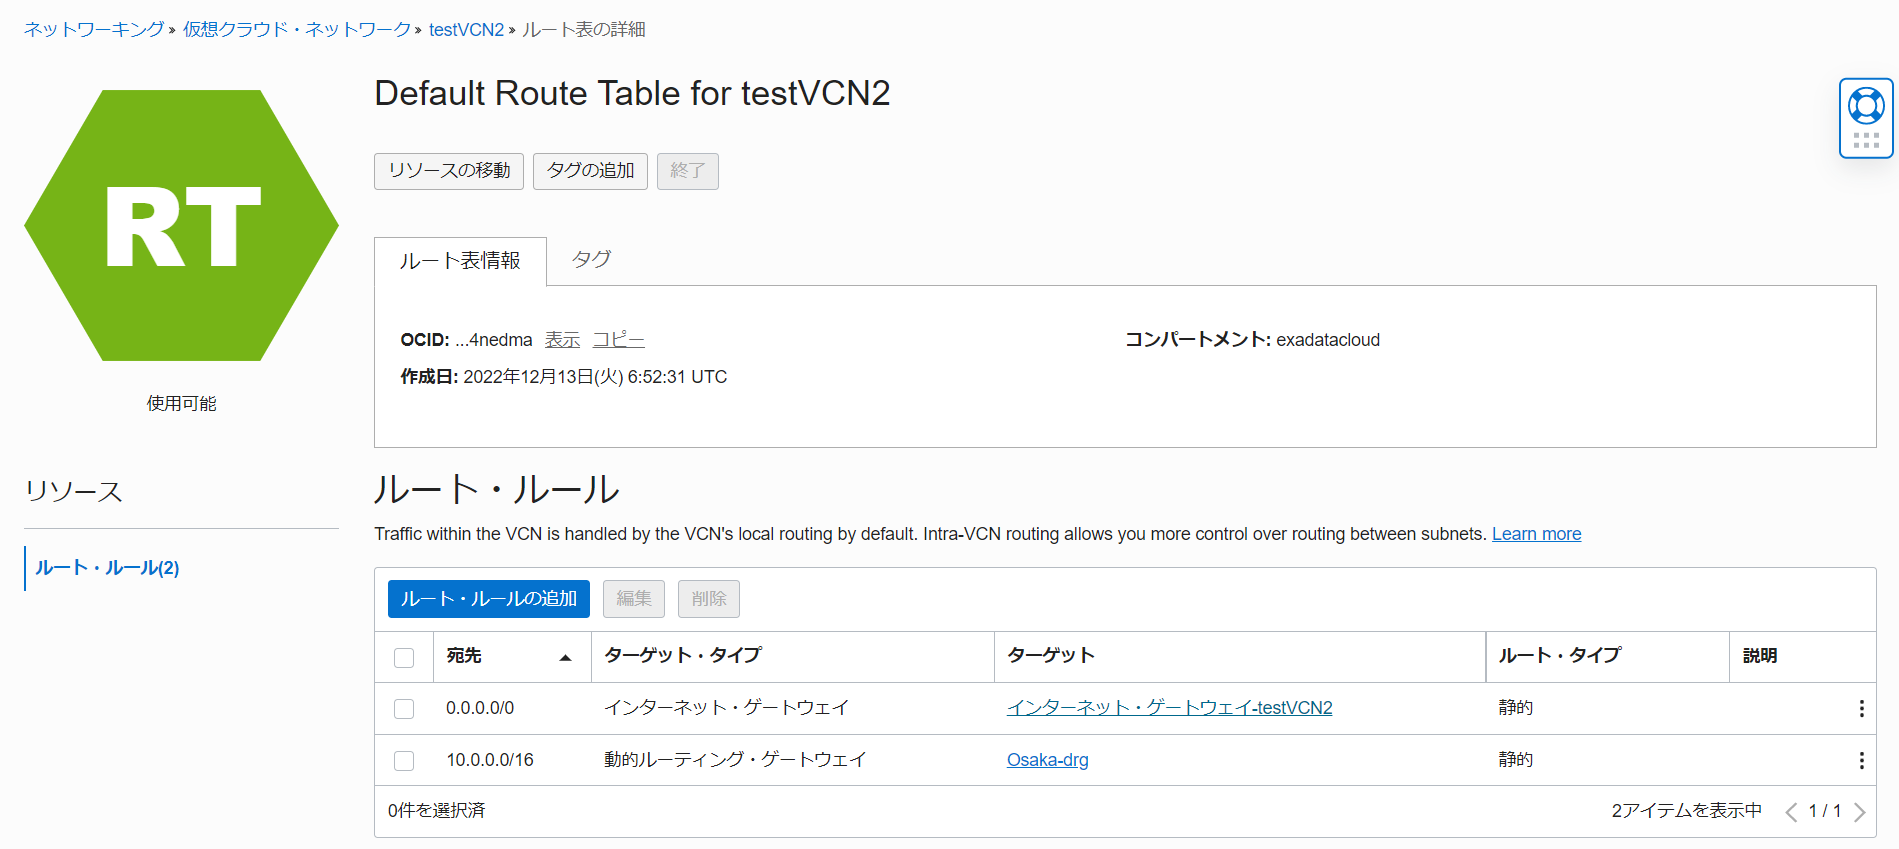 ネットワーキング » 仮想クラウド・ネットワーク » testVCN2 » ルート表の詳細
RT
使用可能
Default Route Table for testVCN2
リソースの移動 タグの追加 終了
ルート表情報 タグ
OCID: ...4nedma 表示 コピー
コンパートメント: exadatacloud
作成日: 2022年12月13日(火) 6:52:31 UTC
リソース
ルート・ルール(2)
ルート・ルール
Traffic within the VCN is handled by the VCN's local routing by default. Intra-VCN routing allows you more control over routing between subnets. Learn more
ルート・ルールの追加 編集 削除
宛先 ターゲット・タイプ ターゲット ルート・タイプ 説明
0.0.0.0/0 インターネット・ゲートウェイ インターネット・ゲートウェイ-testVCN2 静的
10.0.0.0/16 動的ルーティング・ゲートウェイ Osaka-drg 静的
0件を選択済 2アイテムを表示中 1 / 1